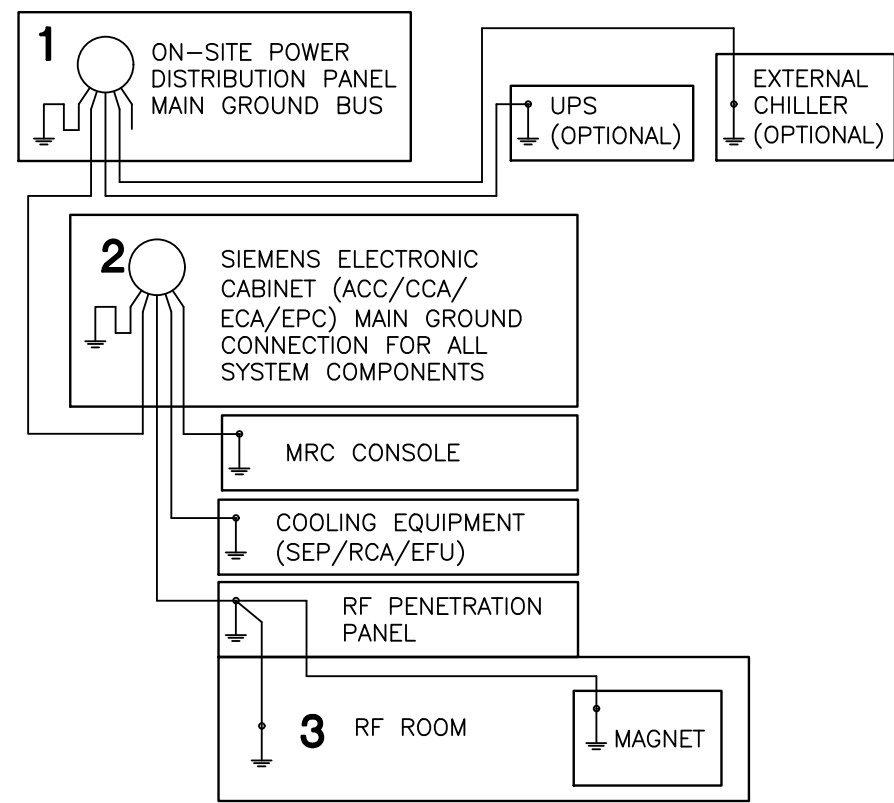 1
ON-SITE POWER
DISTRIBUTION PANEL
MAIN GROUND BUS
UPS
(OPTIONAL)
EXTERNAL
CHILLER
(OPTIONAL)
2
SIEMENS ELECTRONIC
CABINET (ACC/CCA/
ECA/EPC) MAIN GROUND
CONNECTION FOR ALL
SYSTEM COMPONENTS
MRC CONSOLE
COOLING EQUIPMENT
(SEP/RCA/EFU)
RF PENETRATION
PANEL
3 RF ROOM
MAGNET